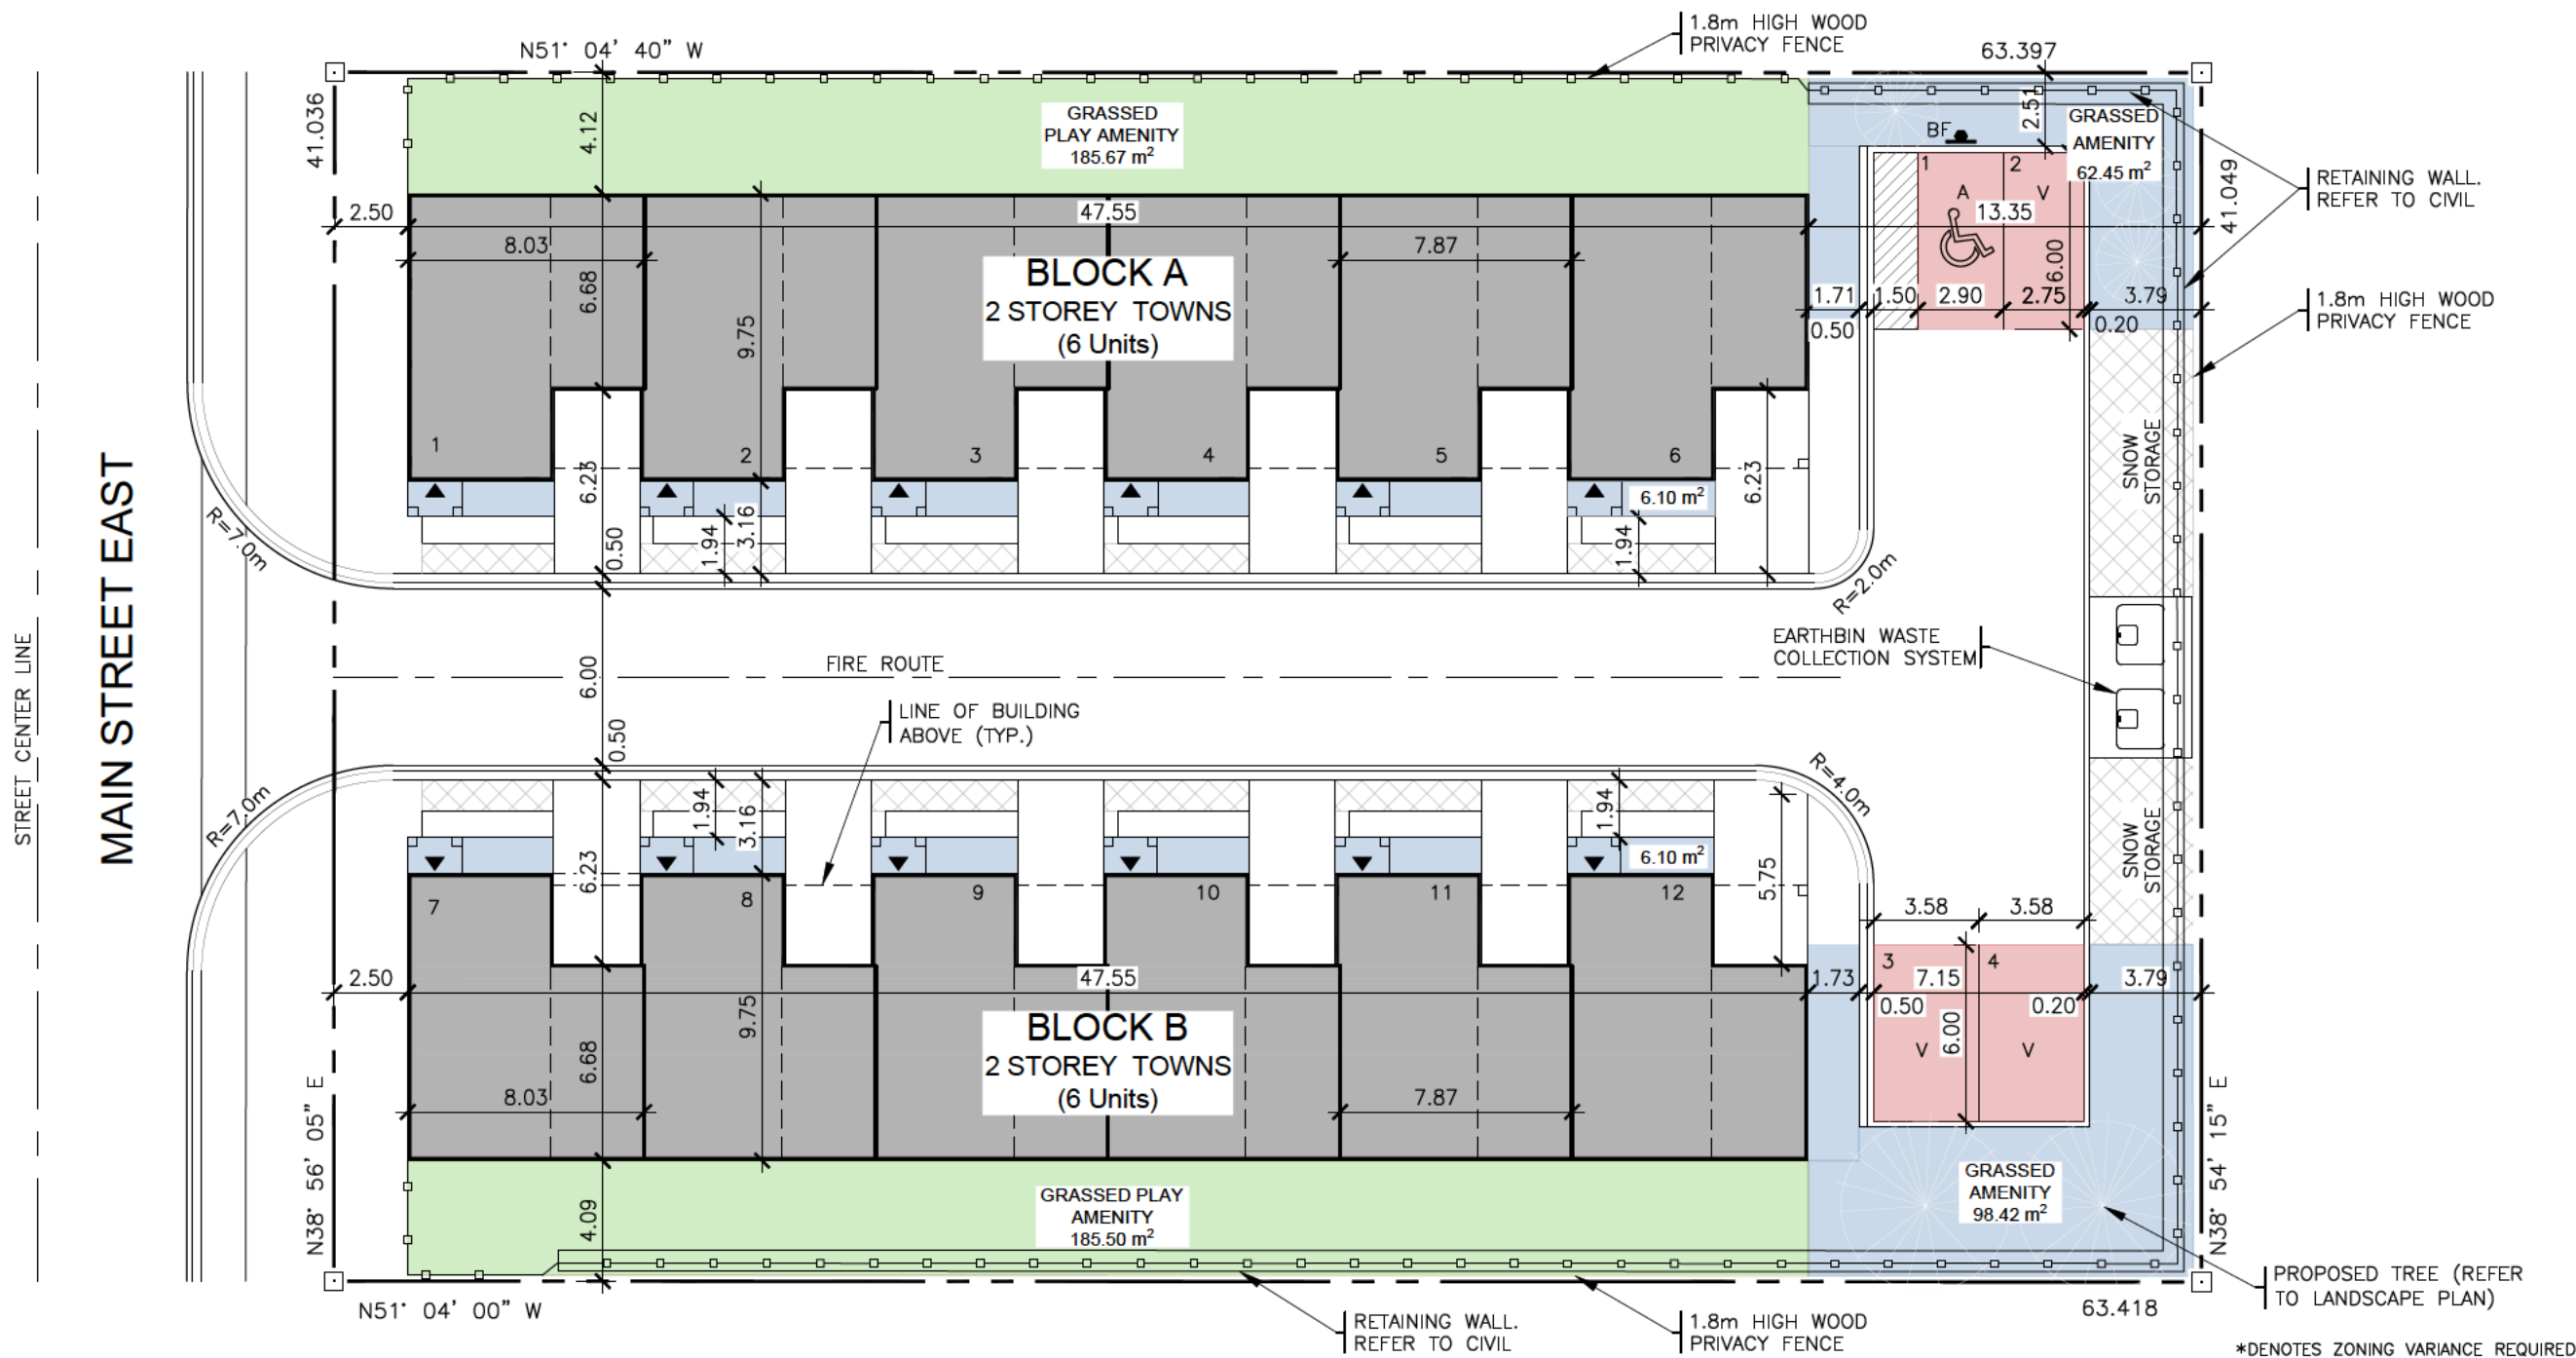 1.8m HIGH WOOD
PRIVACY FENCE
N51° 04' 40" W
63.397
41.036
4.12
GRASSED
PLAY AMENITY
185.67 m²
2.51
GRASSED
AMENITY
62.45 m²
BF
RETAINING WALL.
REFER TO CIVIL
41.049
1
2
A
V
2.50
47.55
13.35
8.03
7.87
6.68
9.75
BLOCK A
2 STOREY TOWNS
(6 Units)
6.00
1.71
1.50
2.90
2.75
3.79
0.50
0.20
1.8m HIGH WOOD
PRIVACY FENCE
1
2
3
4
5
6
SNOW
STORAGE
6.23
6.23
6.10 m²
1.94
3.16
1.94
0.50
R=7.0m
R=2.0m
MAIN STREET EAST
STREET CENTER LINE
EARTHBIN WASTE
COLLECTION SYSTEM
FIRE ROUTE
6.00
LINE OF BUILDING
ABOVE (TYP.)
0.50
R=7.0m
R=4.0m
1.94
3.16
1.94
6.10 m²
6.23
5.75
SNOW
STORAGE
7
8
9
10
11
12
3.58
3.58
3
4
2.50
47.55
1.73
7.15
3.79
0.50
0.20
9.75
6.68
BLOCK B
2 STOREY TOWNS
(6 Units)
6.00
V
V
8.03
7.87
N38° 56' 05" E
N38° 54' 15" E
4.09
GRASSED PLAY
AMENITY
185.50 m²
GRASSED
AMENITY
98.42 m²
N51° 04' 00" W
63.418
PROPOSED TREE (REFER
TO LANDSCAPE PLAN)
RETAINING WALL.
REFER TO CIVIL
1.8m HIGH WOOD
PRIVACY FENCE
*DENOTES ZONING VARIANCE REQUIRED